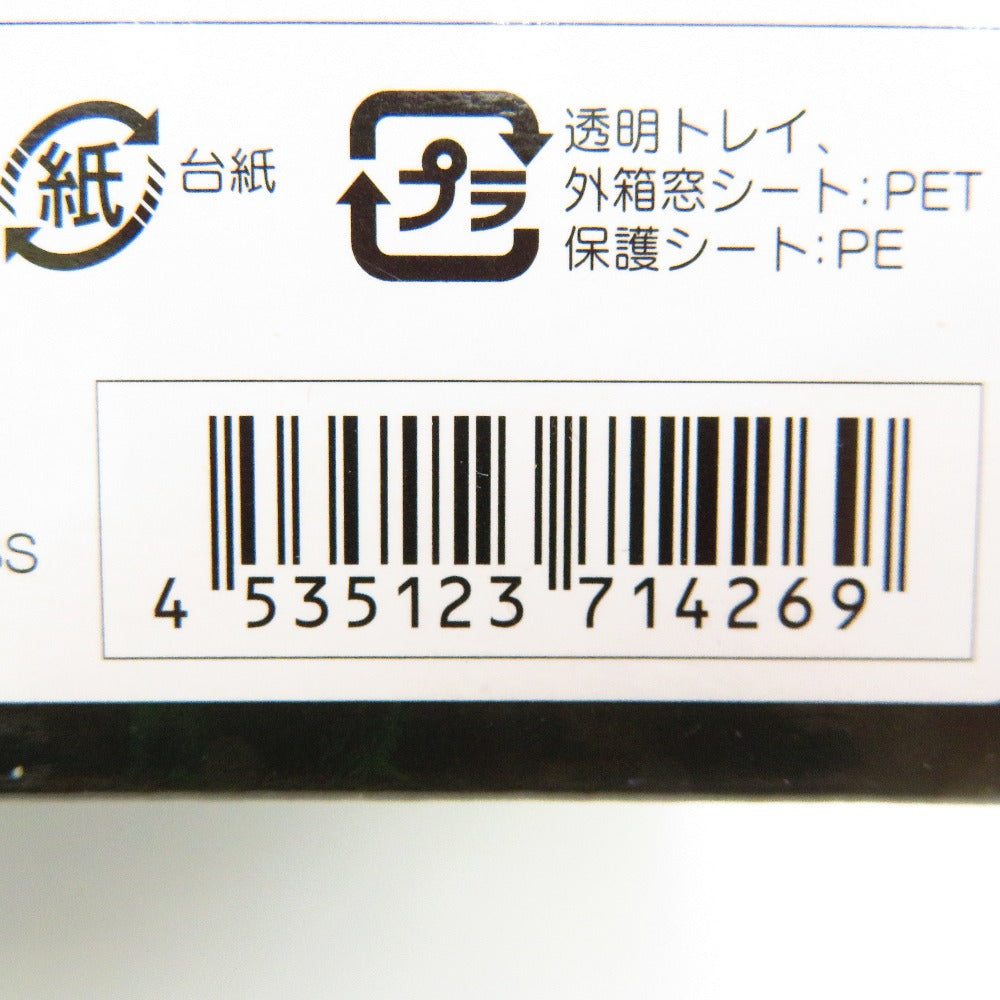 紙 台紙
プラ 透明トレイ、
外箱窓シート:PET
保護シート:PE
4 535123 714269